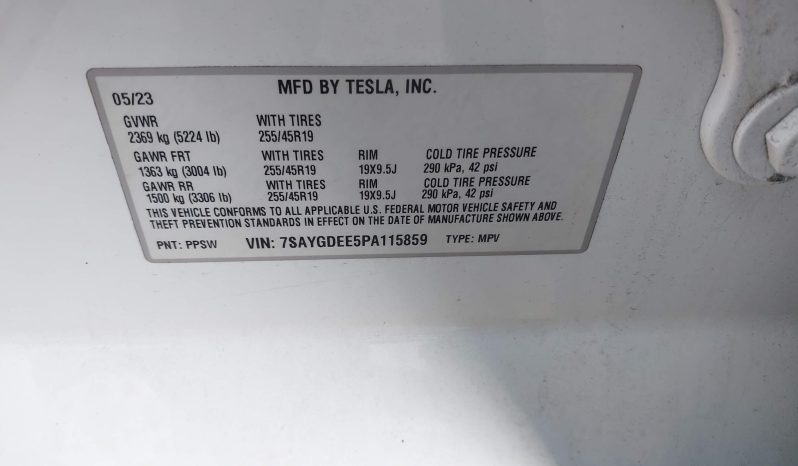 MFD BY TESLA, INC.
05/23
GVWR WITH TIRES
2369 kg (5224 lb) 255/45R19
GAWR FRT WITH TIRES RIM COLD TIRE PRESSURE
1363 kg (3004 lb) 255/45R19 19X9.5J 290 kPa, 42 psi
GAWR RR WITH TIRES RIM COLD TIRE PRESSURE
1500 kg (3306 lb) 255/45R19 19X9.5J 290 kPa, 42 psi
THIS VEHICLE CONFORMS TO ALL APPLICABLE U.S. FEDERAL MOTOR VEHICLE SAFETY AND
THEFT PREVENTION STANDARDS IN EFFECT ON THE DATE OF MANUFACTURE SHOWN ABOVE.
PNT: PPSW VIN: 7SAYGDEE5PA115859 TYPE: MPV